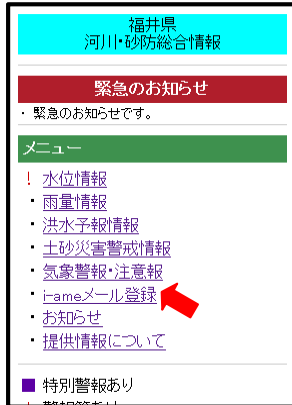 福井県
河川・砂防総合情報
緊急のお知らせ
・ 緊急のお知らせです。
メニュー
! 水位情報
・ 雨量情報
・ 洪水予報情報
・ 土砂災害警戒情報
・ 気象警報・注意報
・ i-ameメール登録
・ お知らせ
・ 提供情報について
■ 特別警報あり